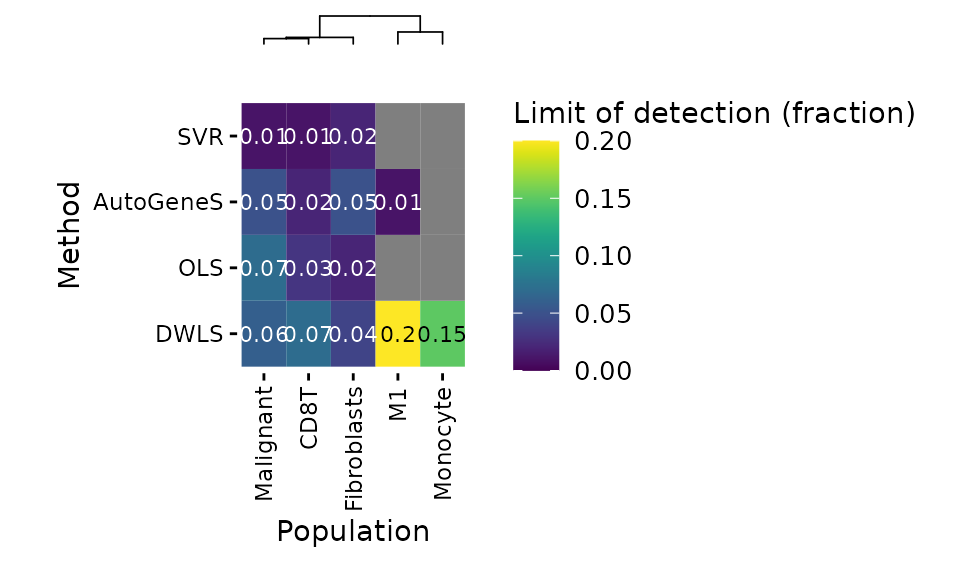 Limit of detection (fraction)
0.20
0.15
0.10
0.05
0.00
Method
SVR 0.01 0.01 0.02
AutoGeneS 0.05 0.02 0.05 0.01
OLS 0.07 0.03 0.02
DWLS 0.06 0.07 0.04 0.2 0.15
Malignant
CD8T
Fibroblasts
M1
Monocyte
Population